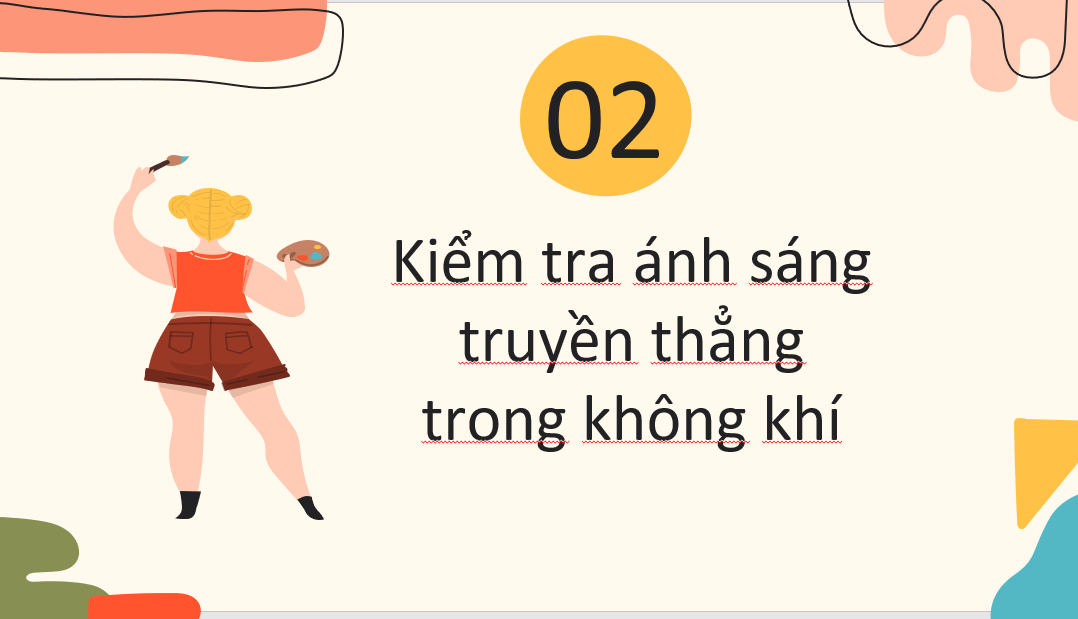 02
Kiểm tra ánh sáng
truyền thẳng
trong không khí